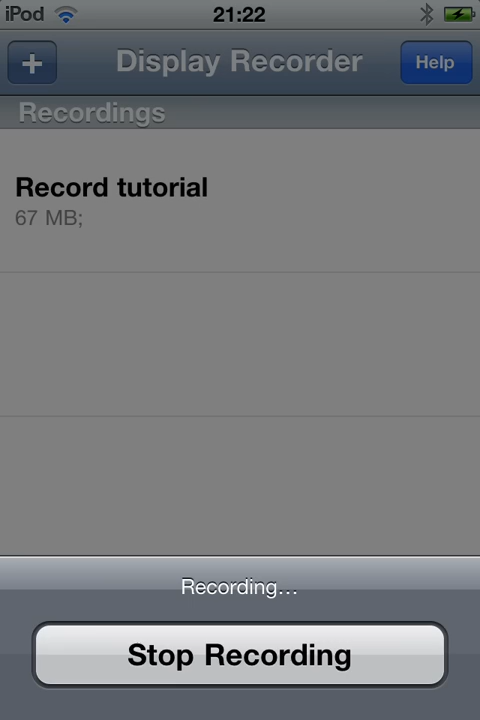 iPod 21:22
+ Display Recorder Help
Recordings
Record tutorial
67 MB;
Recording...
Stop Recording